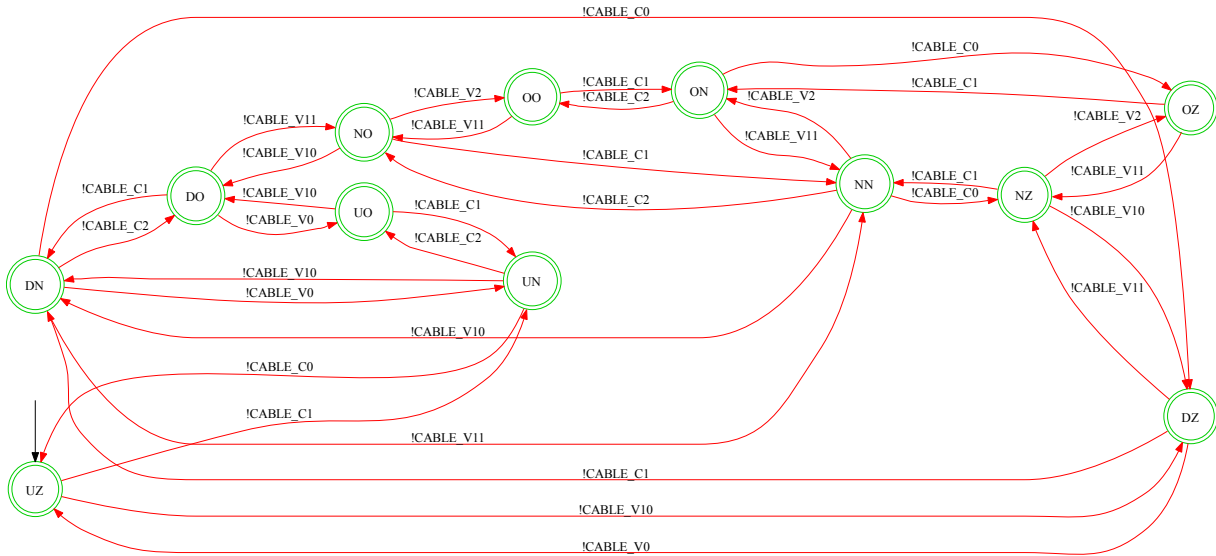 !CABLE_C0
!CABLE_C0
!CABLE_C1
!CABLE_C1
ON
!CABLE_V2
OO
!CABLE_C2
!CABLE_V2
OZ
!CABLE_V11
NO
!CABLE_V11
!CABLE_V11
!CABLE_V2
!CABLE_V10
!CABLE_C1
!CABLE_V11
!CABLE_C1
DO
!CABLE_V10
NN
!CABLE_C1
NZ
!CABLE_C0
UO
!CABLE_C1
!CABLE_C2
!CABLE_V10
!CABLE_C2
!CABLE_V0
!CABLE_C2
!CABLE_V10
!CABLE_V11
DN
UN
!CABLE_V0
!CABLE_V10
!CABLE_C0
!CABLE_C1
DZ
!CABLE_V11
!CABLE_C1
UZ
!CABLE_V10
!CABLE_V0